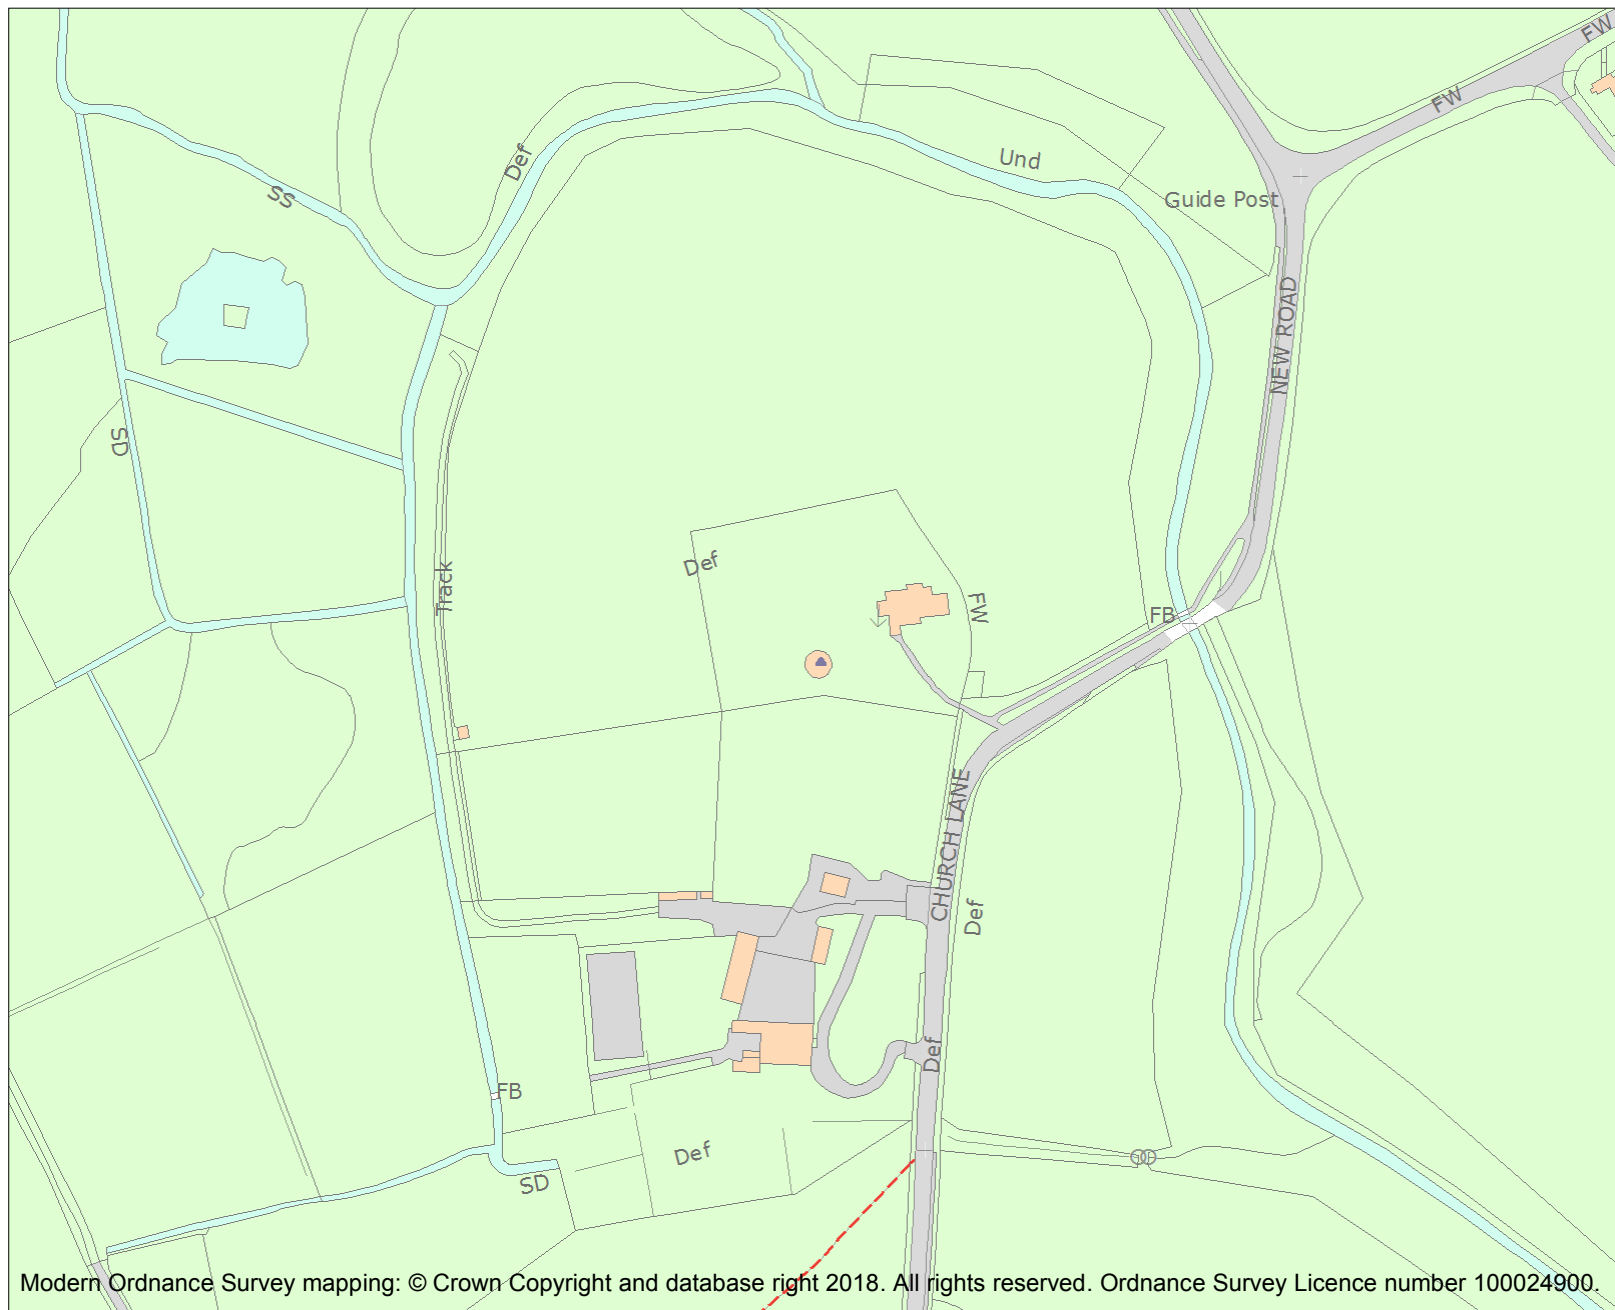 FW
FW
Def
Und
SS
Guide Post
NEW ROAD
SD
Def
Track
FW
FB
CHURCH LANE
Def
Def
FB
Def
SD
Modern Ordnance Survey mapping: © Crown Copyright and database right 2018. All rights reserved. Ordnance Survey Licence number 100024900.